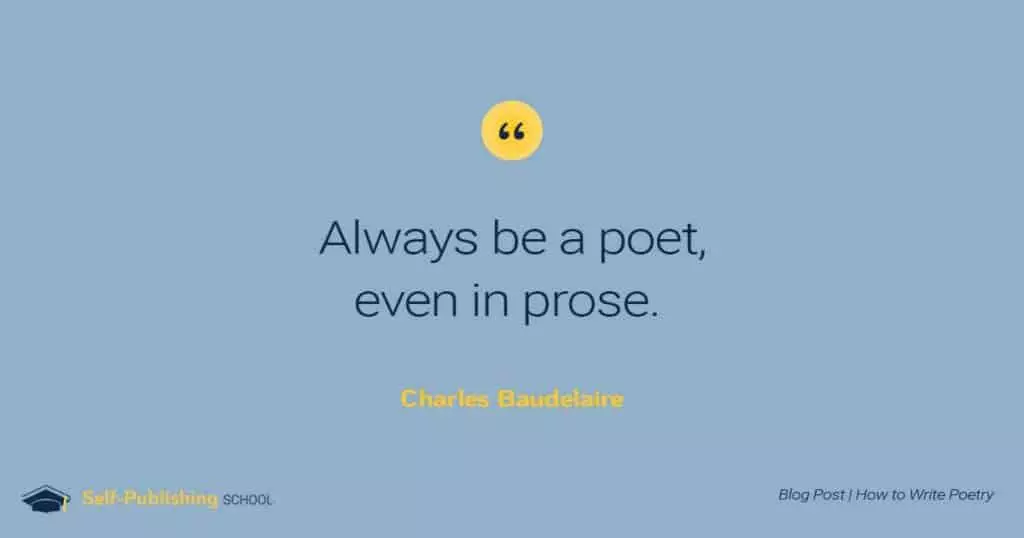 “
Always be a poet,
even in prose.
Charles Baudelaire
Self-Publishing SCHOOL
Blog Post | How to Write Poetry